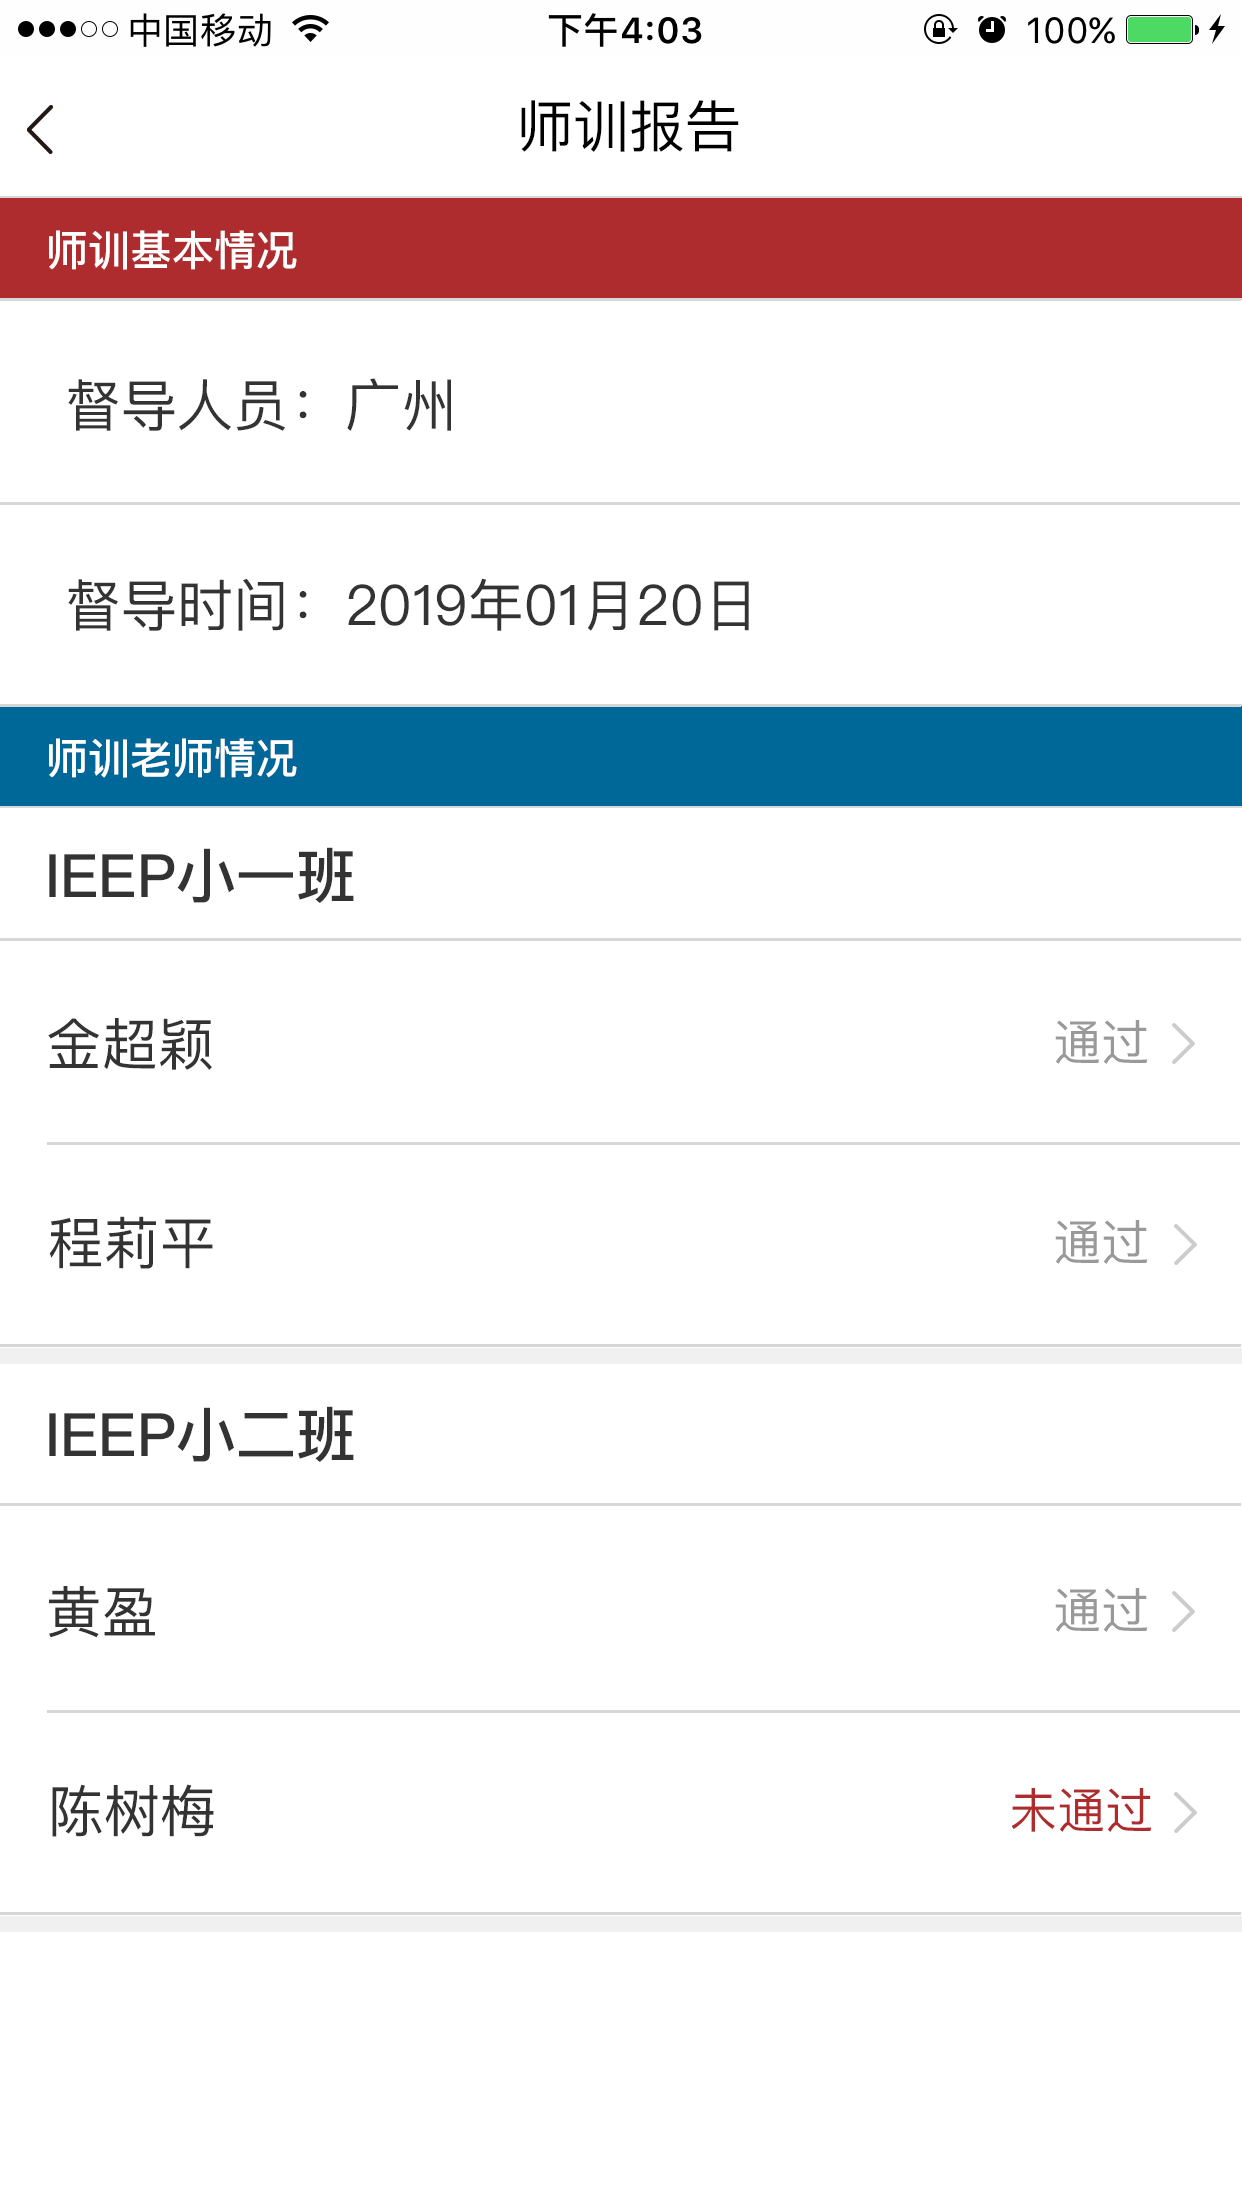 中国移动 下午4:03 100%
师训报告
师训基本情况
督导人员：广州
督导时间：2019年01月20日
师训老师情况
IEEP小一班
金超颖 通过
程莉平 通过
IEEP小二班
黄盈 通过
陈树梅 未通过